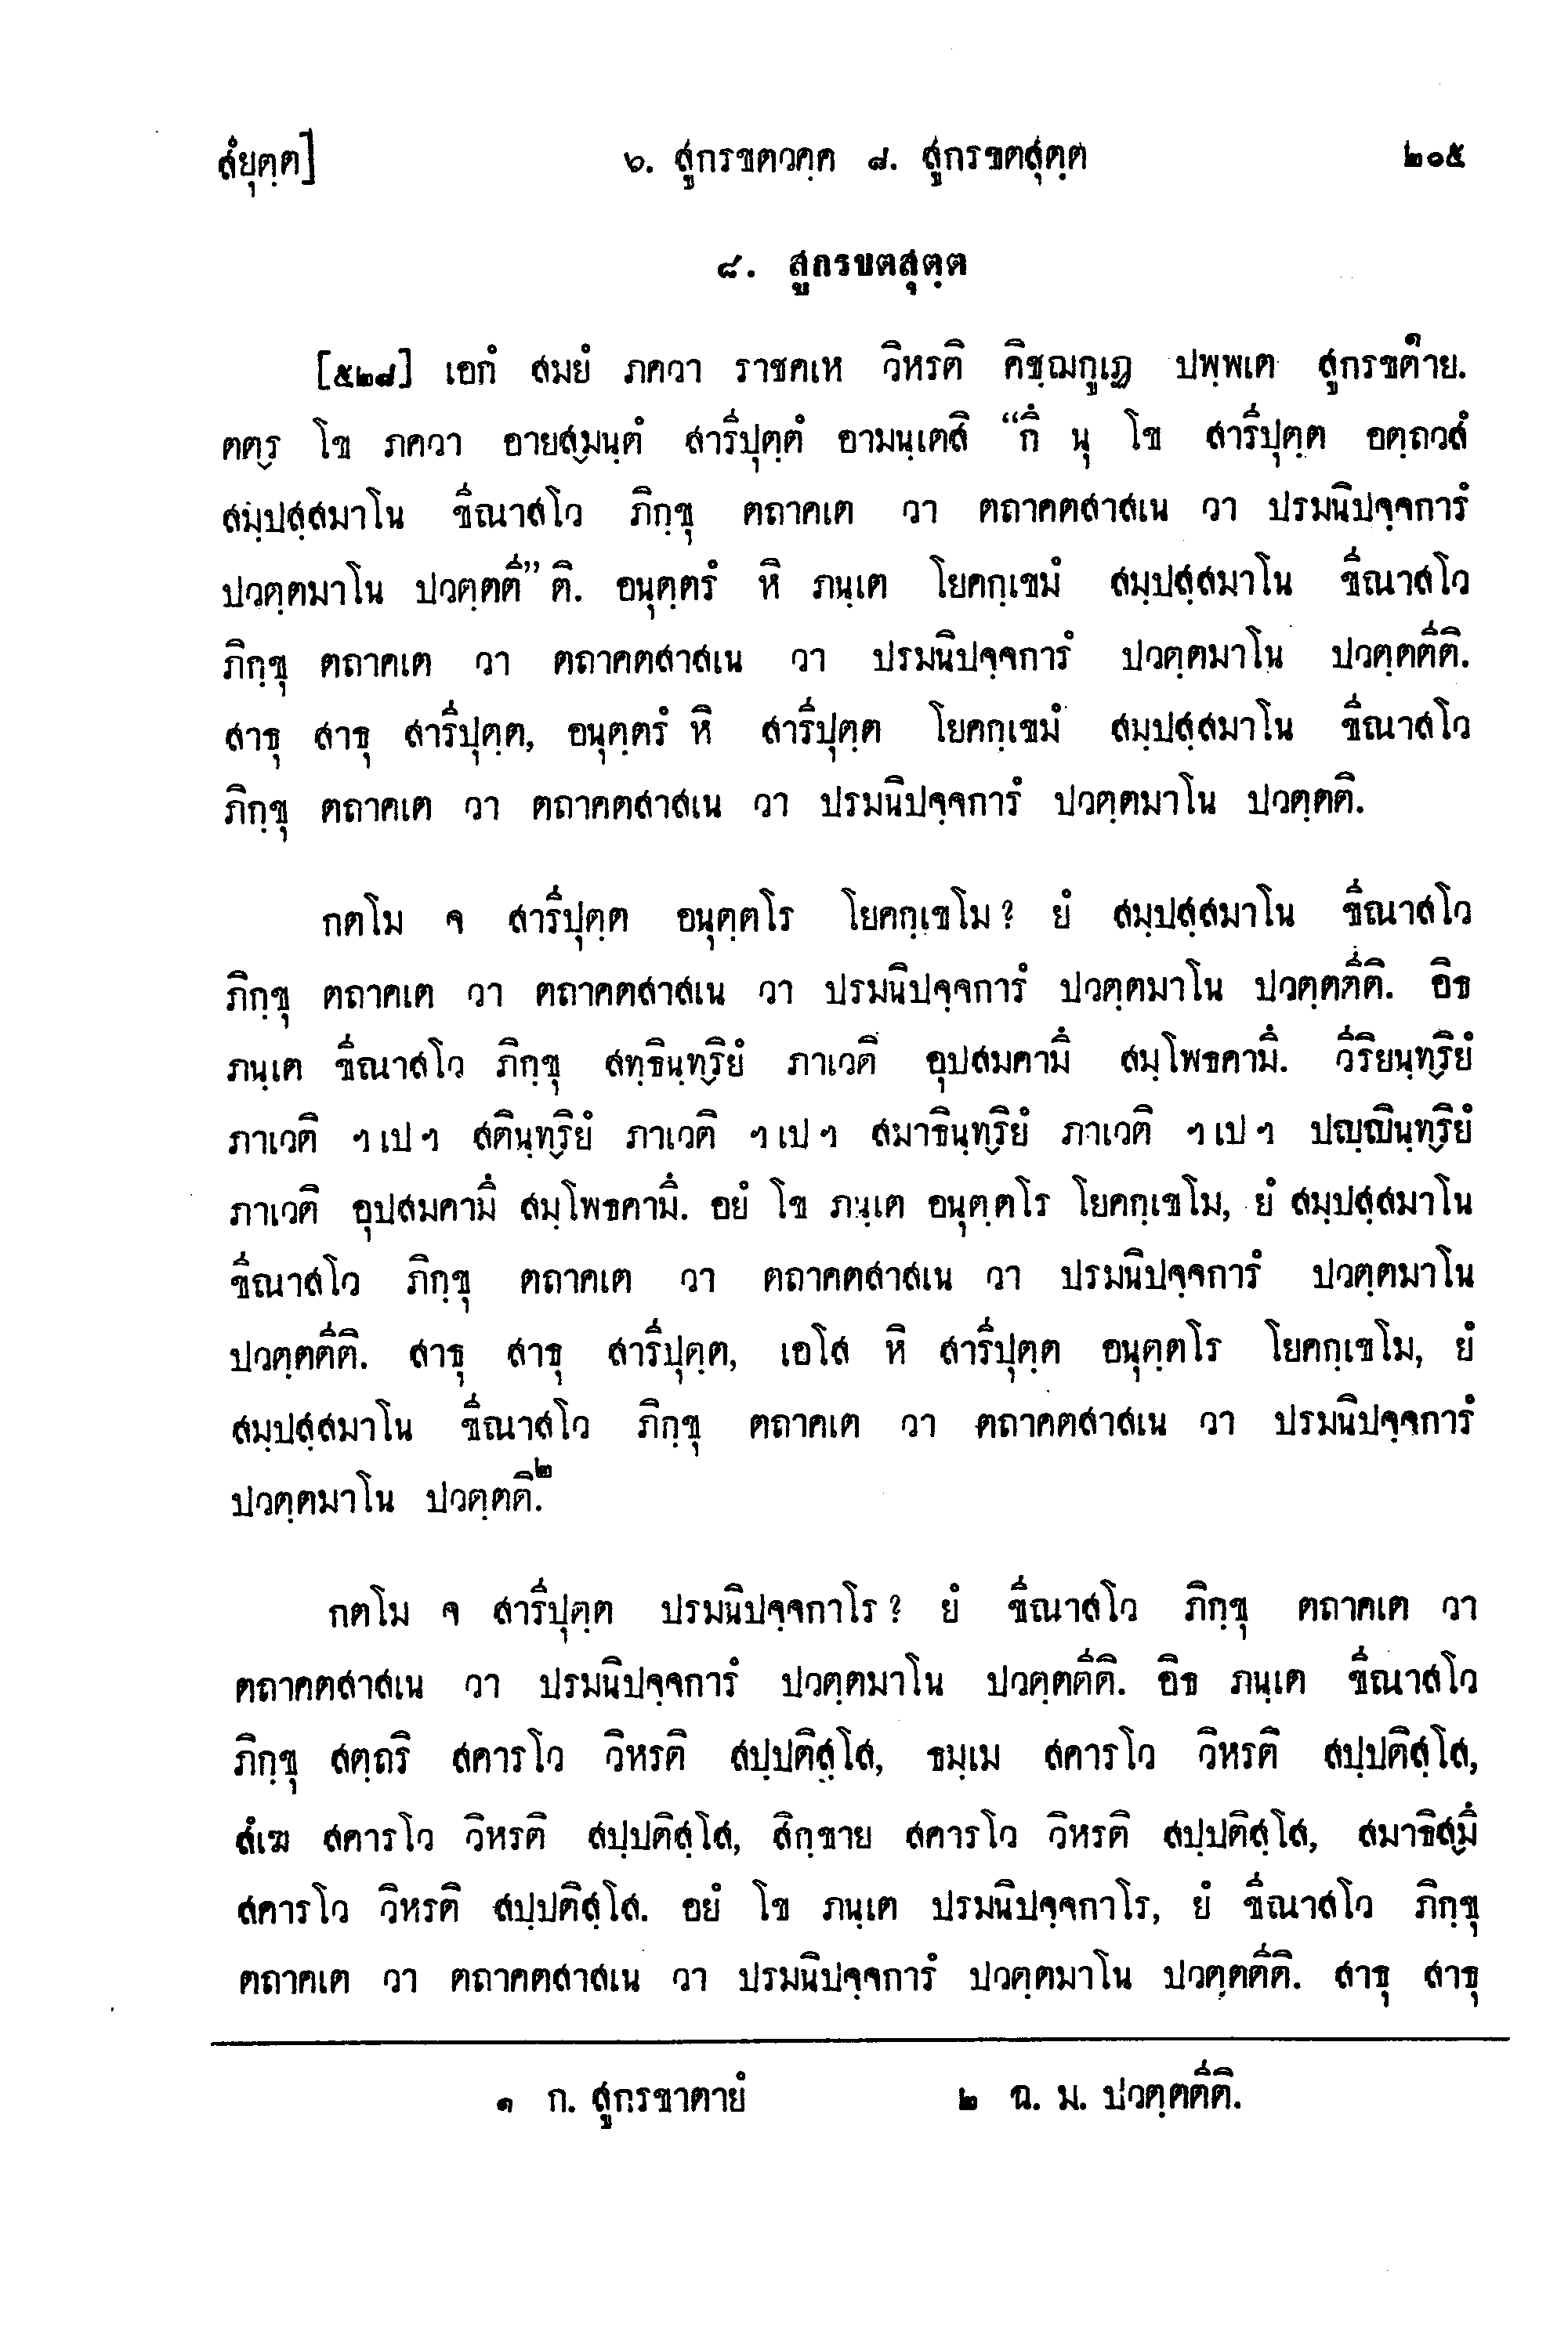 สํยุตฺต]
๖. สูกรขตวคฺค ๘. สูกรขตสุตฺต
๒๐๕
๘. สูกรขตสุตฺต
[๕๒๘] เอกํ สมยํ ภควา ราชคเห วิหรติ คิชฺฌกูเฏ ปพฺพเต สูกรขตาย.๑
ตตฺร โข ภควา อายสฺมนฺตํ สารีปุตฺตํ อามนฺเตสิ “กึ นุ โข สารีปุตฺต อตฺถวสํ
สมฺปสฺสมาโน ขีณาสโว ภิกฺขุ ตถาคเต วา ตถาคตสาสเน วา ปรมนิปจฺจการํ
ปวตฺตมาโน ปวตฺตตี” ติ. อนุตฺตรํ หิ ภนฺเต โยคกฺเขมํ สมฺปสฺสมาโน ขีณาสโว
ภิกฺขุ ตถาคเต วา ตถาคตสาสเน วา ปรมนิปจฺจการํ ปวตฺตมาโน ปวตฺตตีติ.
สาธุ สาธุ สารีปุตฺต, อนุตฺตรํ หิ สารีปุตฺต โยคกฺเขมํ สมฺปสฺสมาโน ขีณาสโว
ภิกฺขุ ตถาคเต วา ตถาคตสาสเน วา ปรมนิปจฺจการํ ปวตฺตมาโน ปวตฺตติ.
กตโม จ สารีปุตฺต อนุตฺตโร โยคกฺเขโม? ยํ สมฺปสฺสมาโน ขีณาสโว
ภิกฺขุ ตถาคเต วา ตถาคตสาสเน วา ปรมนิปจฺจการํ ปวตฺตมาโน ปวตฺตตีติ. อิธ
ภนฺเต ขีณาสโว ภิกฺขุ สทฺธินฺทฺริยํ ภาเวติ อุปสมคามึ สมฺโพธคามึ. วีริยินฺทฺริยํ
ภาเวติ ฯเปฯ สตินฺทฺริยํ ภาเวติ ฯเปฯ สมาธินฺทฺริยํ ภาเวติ ฯเปฯ ปญฺญินฺทฺริยํ
ภาเวติ อุปสมคามึ สมฺโพธคามึ. อยํ โข ภนฺเต อนุตฺตโร โยคกฺเขโม, ยํ สมฺปสฺสมาโน
ขีณาสโว ภิกฺขุ ตถาคเต วา ตถาคตสาสเน วา ปรมนิปจฺจการํ ปวตฺตมาโน
ปวตฺตตีติ. สาธุ สาธุ สารีปุตฺต, เอโส หิ สารีปุตฺต อนุตฺตโร โยคกฺเขโม, ยํ
สมฺปสฺสมาโน ขีณาสโว ภิกฺขุ ตถาคเต วา ตถาคตสาสเน วา ปรมนิปจฺจการํ
ปวตฺตมาโน ปวตฺตติ.๒
กตโม จ สารีปุตฺต ปรมนิปจฺจกาโร? ยํ ขีณาสโว ภิกฺขุ ตถาคเต วา
ตถาคตสาสเน วา ปรมนิปจฺจการํ ปวตฺตมาโน ปวตฺตตีติ. อิธ ภนฺเต ขีณาสโว
ภิกฺขุ สตฺถริ สคารโว วิหรติ สปฺปติสฺโส, ธมฺเม สคารโว วิหรติ สปฺปติสฺโส,
สํเฆ สคารโว วิหรติ สปฺปติสฺโส, สิกฺขาย สคารโว วิหรติ สปฺปติสฺโส, สมาธิสฺมึ
สคารโว วิหรติ สปฺปติสฺโส. อยํ โข ภนฺเต ปรมนิปจฺจกาโร, ยํ ขีณาสโว ภิกฺขุ
ตถาคเต วา ตถาคตสาสเน วา ปรมนิปจฺจการํ ปวตฺตมาโน ปวตฺตตีติ. สาธุ สาธุ
๑ ก. สูกรขาตายํ
๒ ฉ. ม. ปวตฺตตีติ.